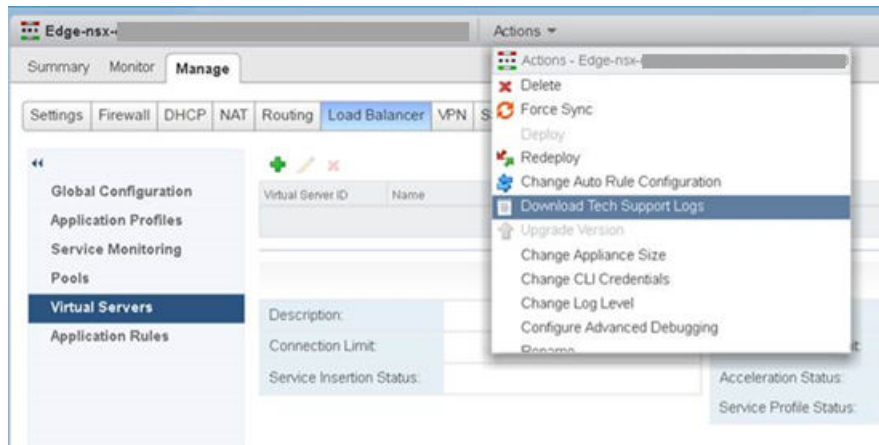 Edge-nsx-
Actions
Summary Monitor Manage
Actions - Edge-nsx-
Delete
Settings Firewall DHCP NAT Routing Load Balancer VPN S
Force Sync
Deploy
Redeploy
Global Configuration
Virtual Server ID Name
Change Auto Rule Configuration
Application Profiles
Download Tech Support Logs
Service Monitoring
Upgrade Version
Pools
Change Appliance Size
Change CLI Credentials
Virtual Servers
Description:
Change Log Level
Application Rules
Configure Advanced Debugging
Connection Limit:
Rename
Service Insertion Status:
Acceleration Status:
Service Profile Status: